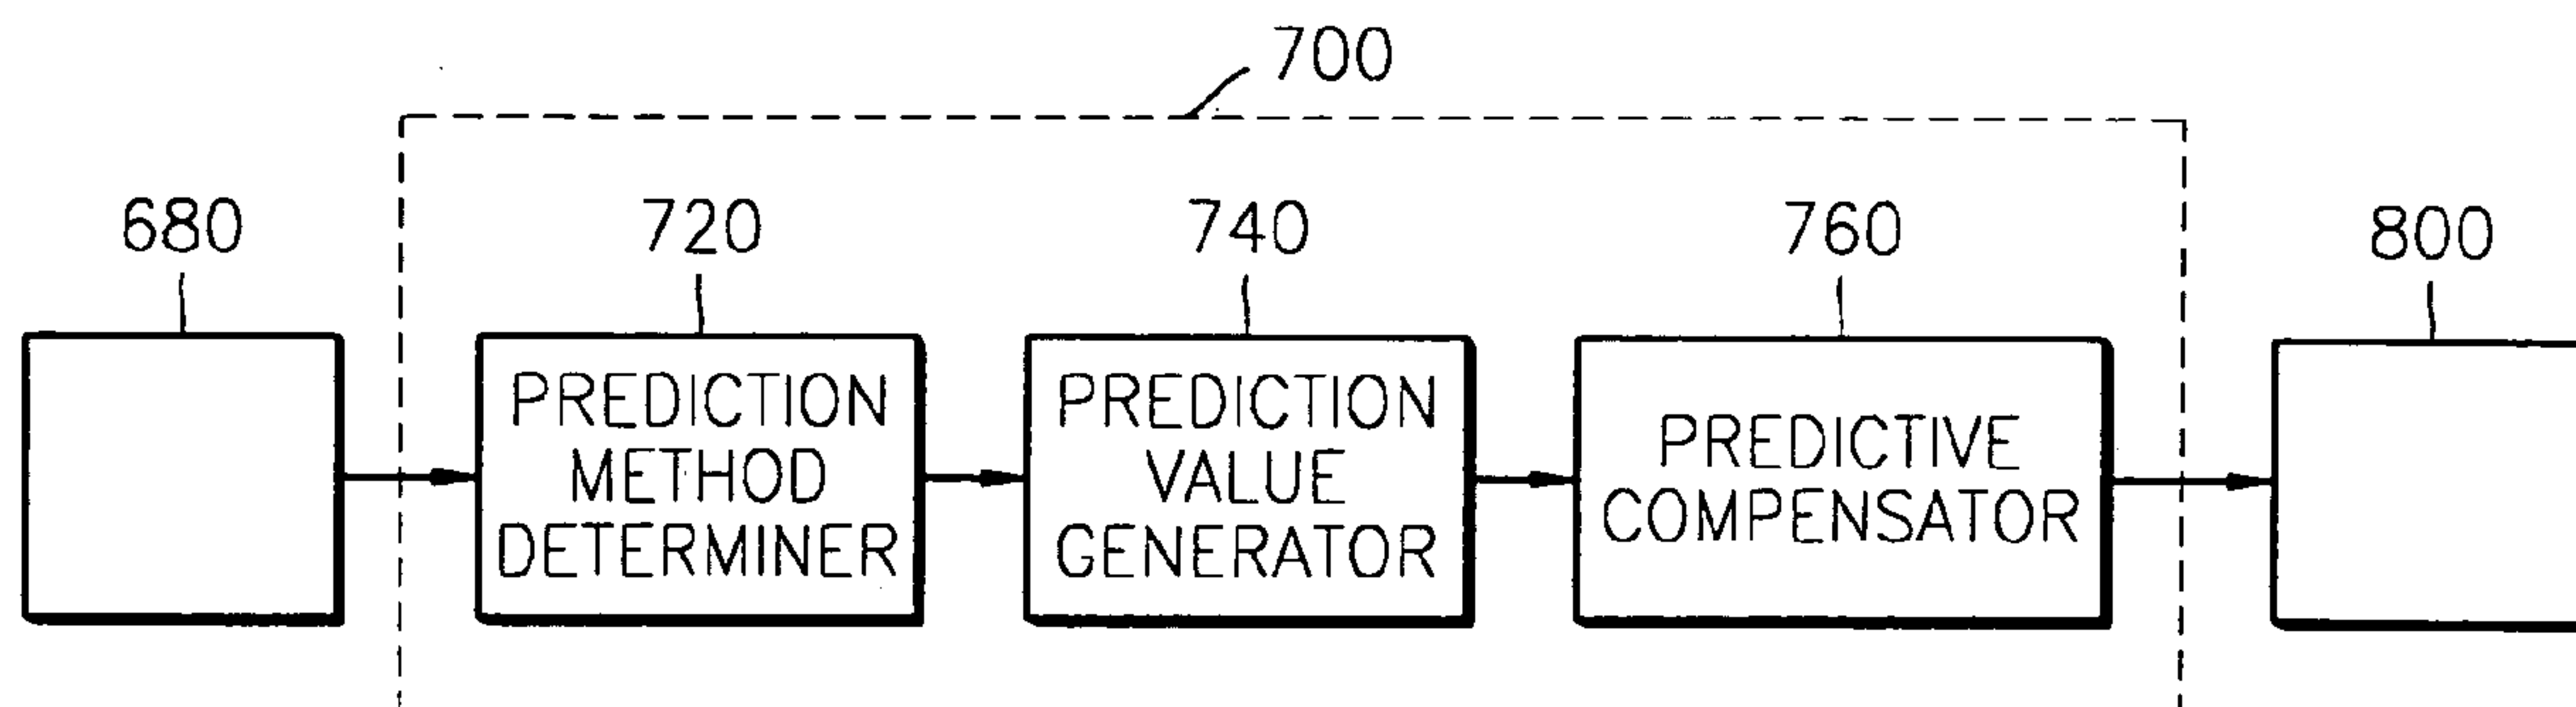 700
680
720
740
760
800
PREDICTION
METHOD
DETERMINER
PREDICTION
VALUE
GENERATOR
PREDICTIVE
COMPENSATOR